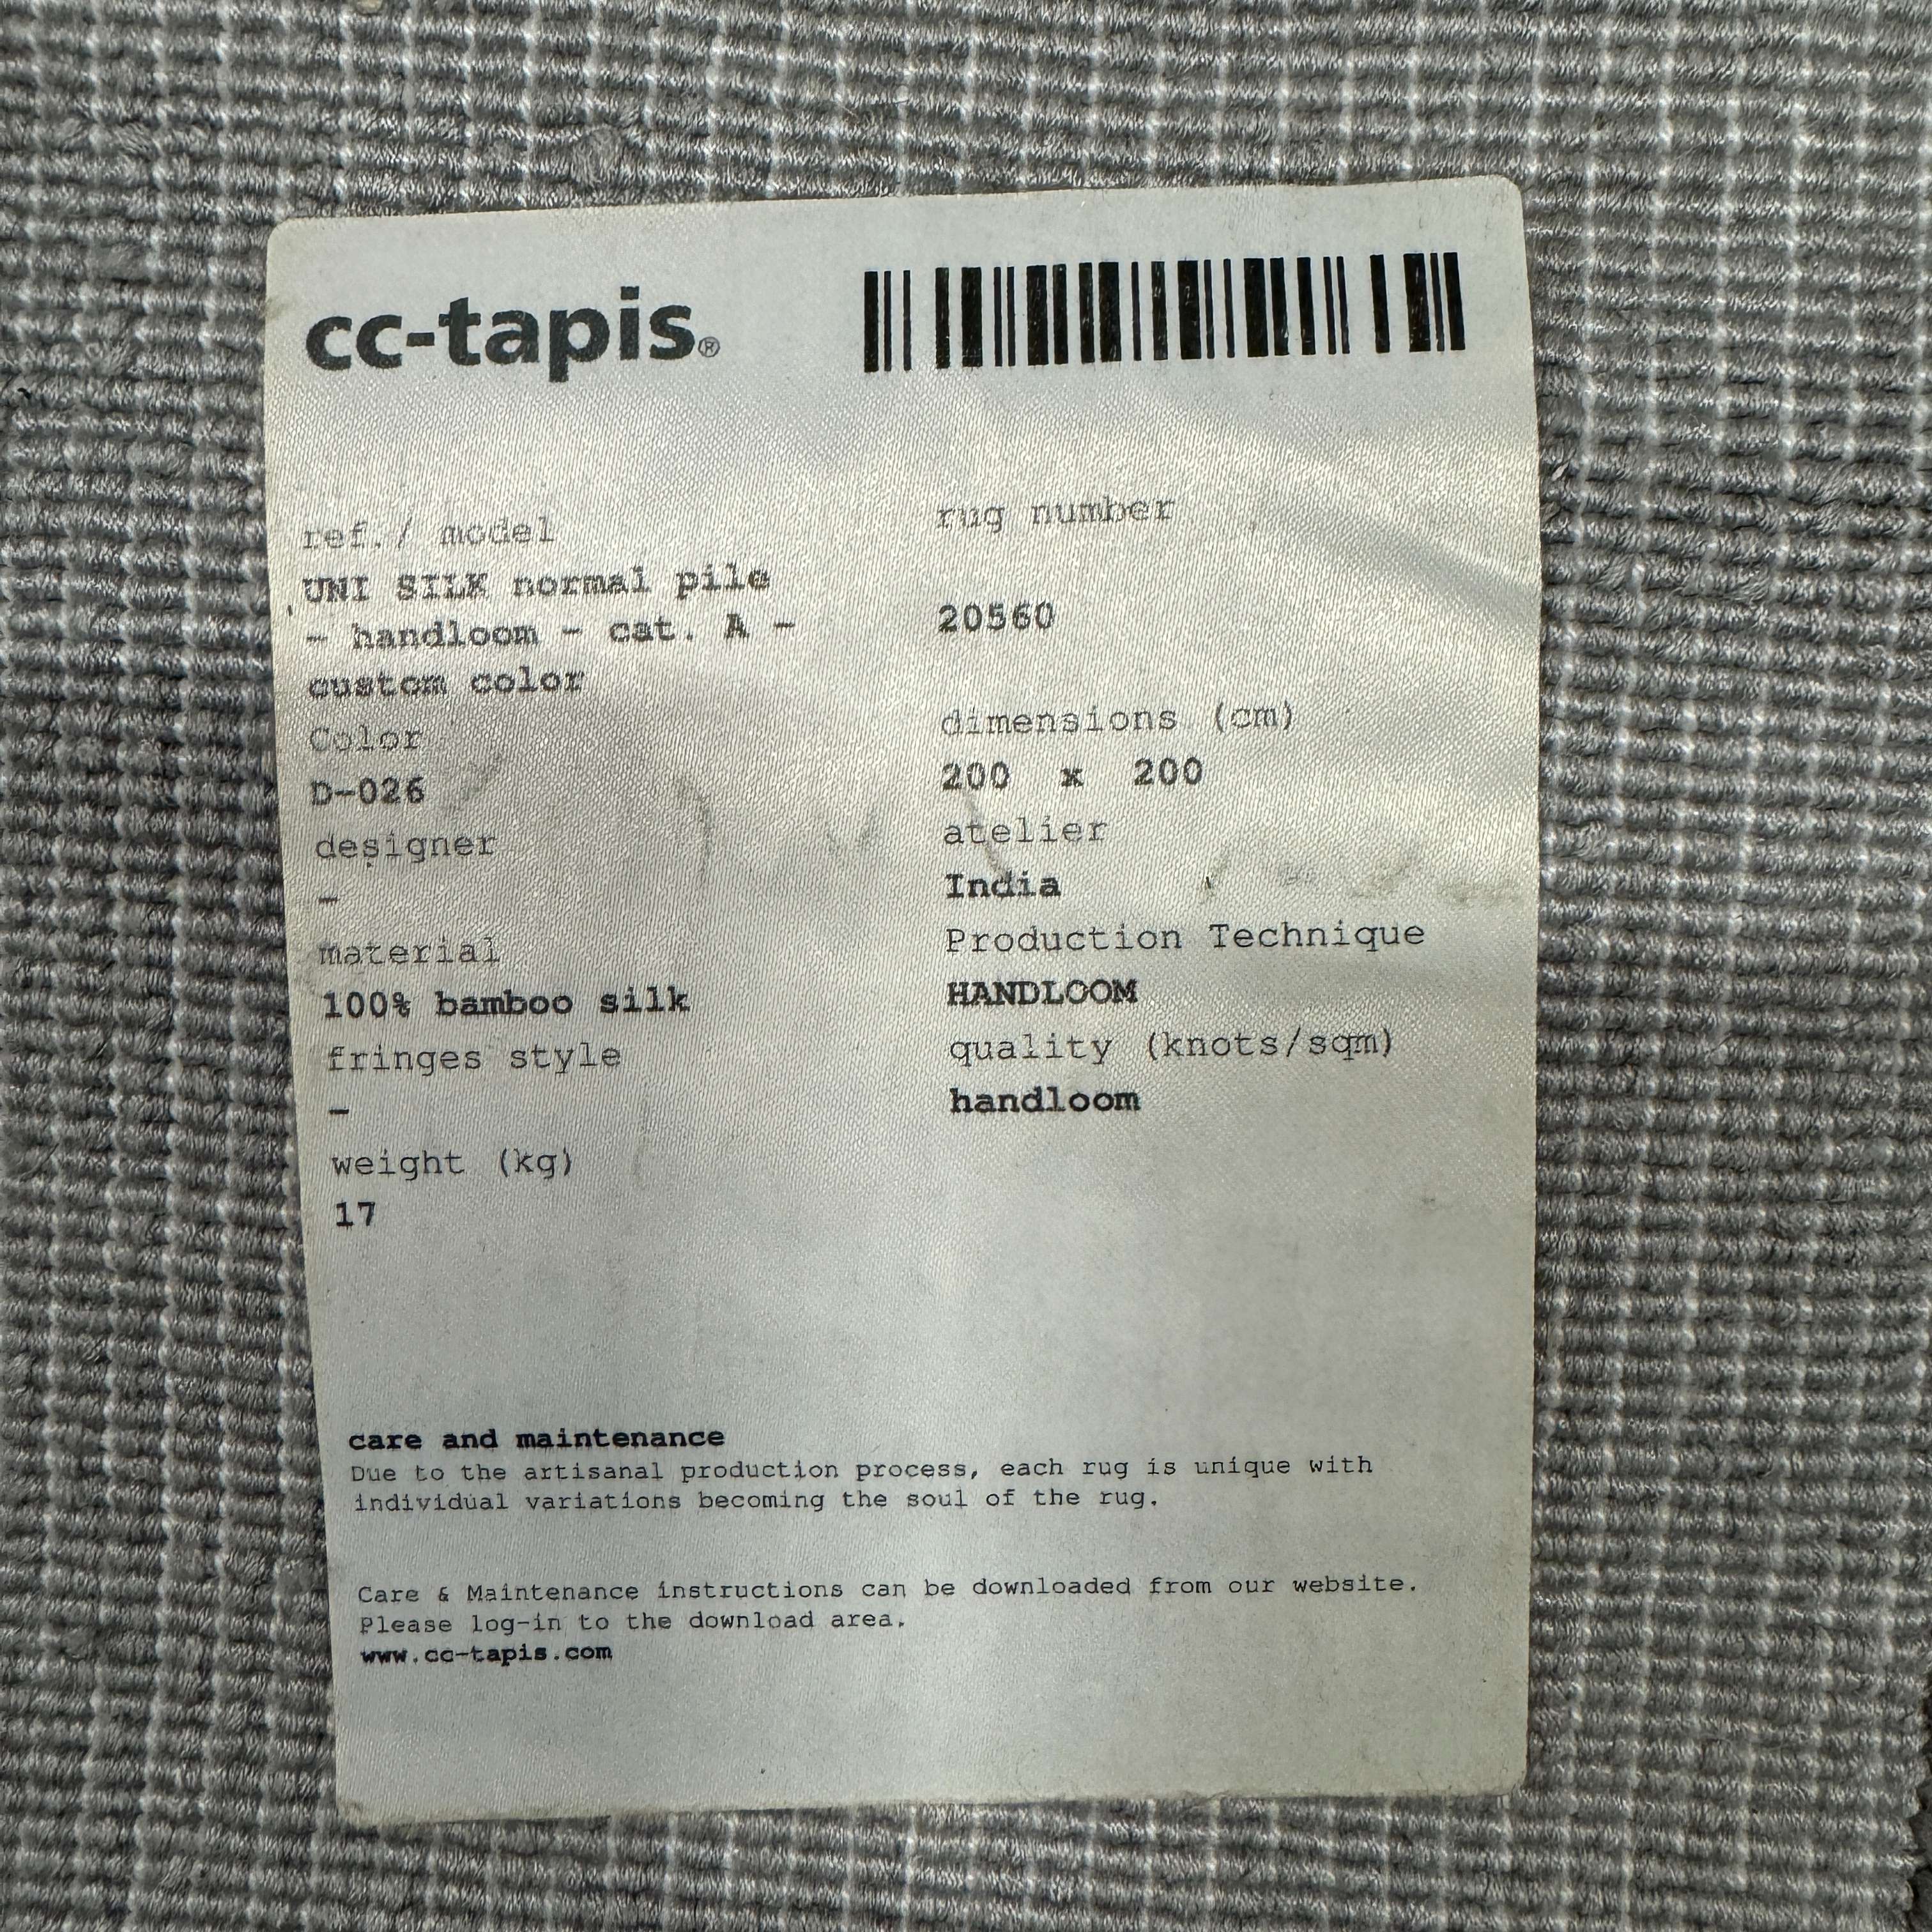 cc-tapis®
ref./ model
UNI SILK normal pile
- handloom - cat. A -
custom color
Color
D-026
designer
-
material
100% bamboo silk
fringes style
-
weight (kg)
17
rug number
20560
dimensions (cm)
200 x 200
atelier
India
Production Technique
HANDLOOM
quality (knots/sqm)
handloom
care and maintenance
Due to the artisanal production process, each rug is unique with
individual variations becoming the soul of the rug.
Care & Maintenance instructions can be downloaded from our website.
Please log-in to the download area.
www.cc-tapis.com